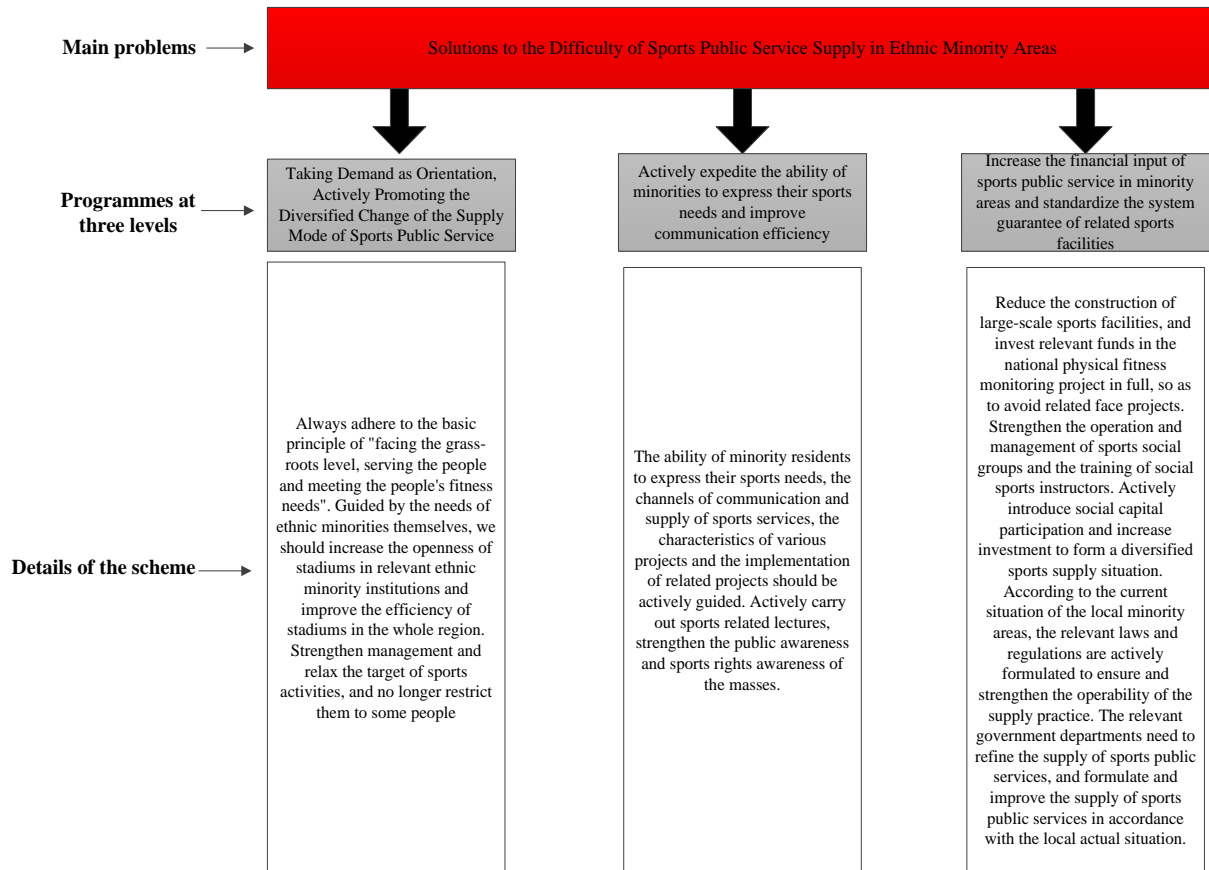 Main problems
Solutions to the Difficulty of Sports Public Service Supply in Ethnic Minority Areas
Programmes at
three levels
Taking Demand as Orientation,
Actively Promoting the
Diversified Change of the Supply
Mode of Sports Public Service
Actively expedite the ability of
minorities to express their sports
needs and improve
communication efficiency
Increase the financial input of
sports public service in minority
areas and standardize the system
guarantee of related sports
facilities
Details of the scheme
Always adhere to the basic
principle of "facing the grass-
roots level, serving the people
and meeting the people's fitness
needs". Guided by the needs of
ethnic minorities themselves, we
should increase the openness of
stadiums in relevant ethnic
minority institutions and
improve the efficiency of
stadiums in the whole region.
Strengthen management and
relax the target of sports
activities, and no longer restrict
them to some people
The ability of minority residents
to express their sports needs, the
channels of communication and
supply of sports services, the
characteristics of various
projects and the implementation
of related projects should be
actively guided. Actively carry
out sports related lectures,
strengthen the public awareness
and sports rights awareness of
the masses.
Reduce the construction of
large-scale sports facilities, and
invest relevant funds in the
national physical fitness
monitoring project in full, so as
to avoid related face projects.
Strengthen the operation and
management of sports social
groups and the training of social
sports instructors. Actively
introduce social capital
participation and increase
investment to form a diversified
sports supply situation.
According to the current
situation of the local minority
areas, the relevant laws and
regulations are actively
formulated to ensure and
strengthen the operability of the
supply practice. The relevant
government departments need to
refine the supply of sports public
services, and formulate and
improve the supply of sports
public services in accordance
with the local actual situation.